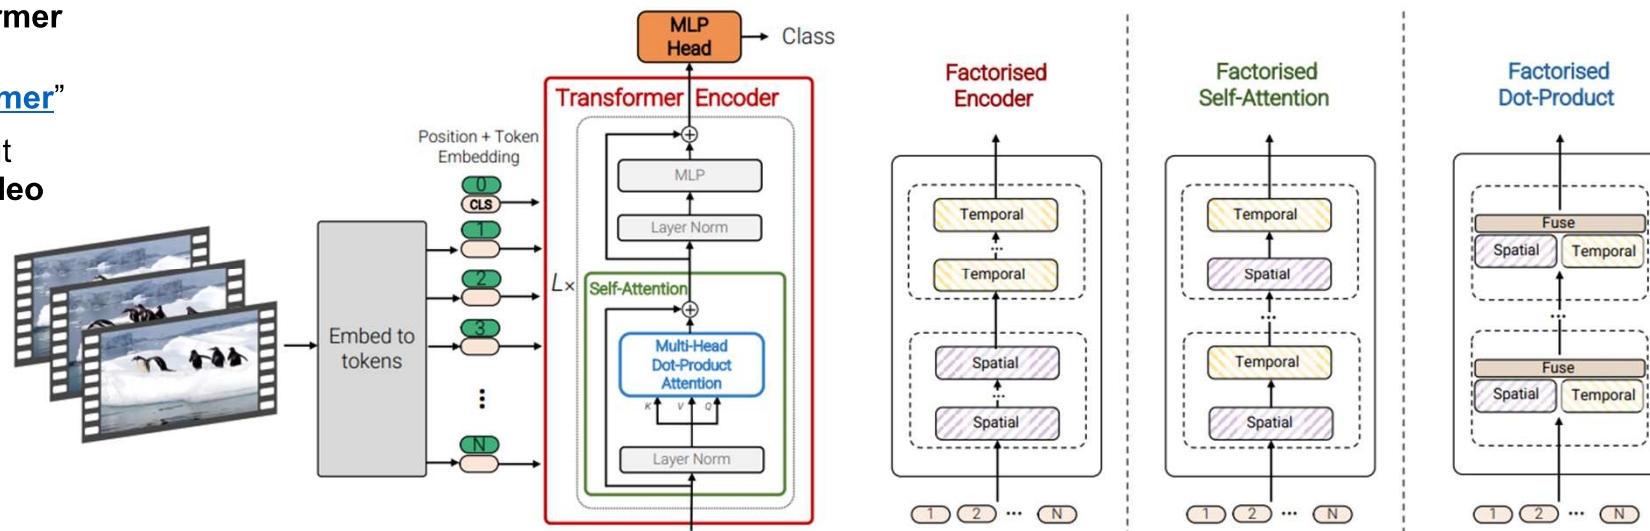 rmer
mer”
t
leo
MLP
Head
Class
Transformer Encoder
Position + Token
Embedding
0
CLS
1
2
3
N
Embed to
tokens
L×
MLP
Layer Norm
Self-Attention
Multi-Head
Dot-Product
Attention
K V Q
Layer Norm
Factorised
Encoder
Temporal
...
Temporal
Spatial
...
Spatial
1 2 ... N
Factorised
Self-Attention
Temporal
Spatial
...
Temporal
Spatial
1 2 ... N
Factorised
Dot-Product
Fuse
Spatial Temporal
...
Fuse
Spatial Temporal
1 2 ... N